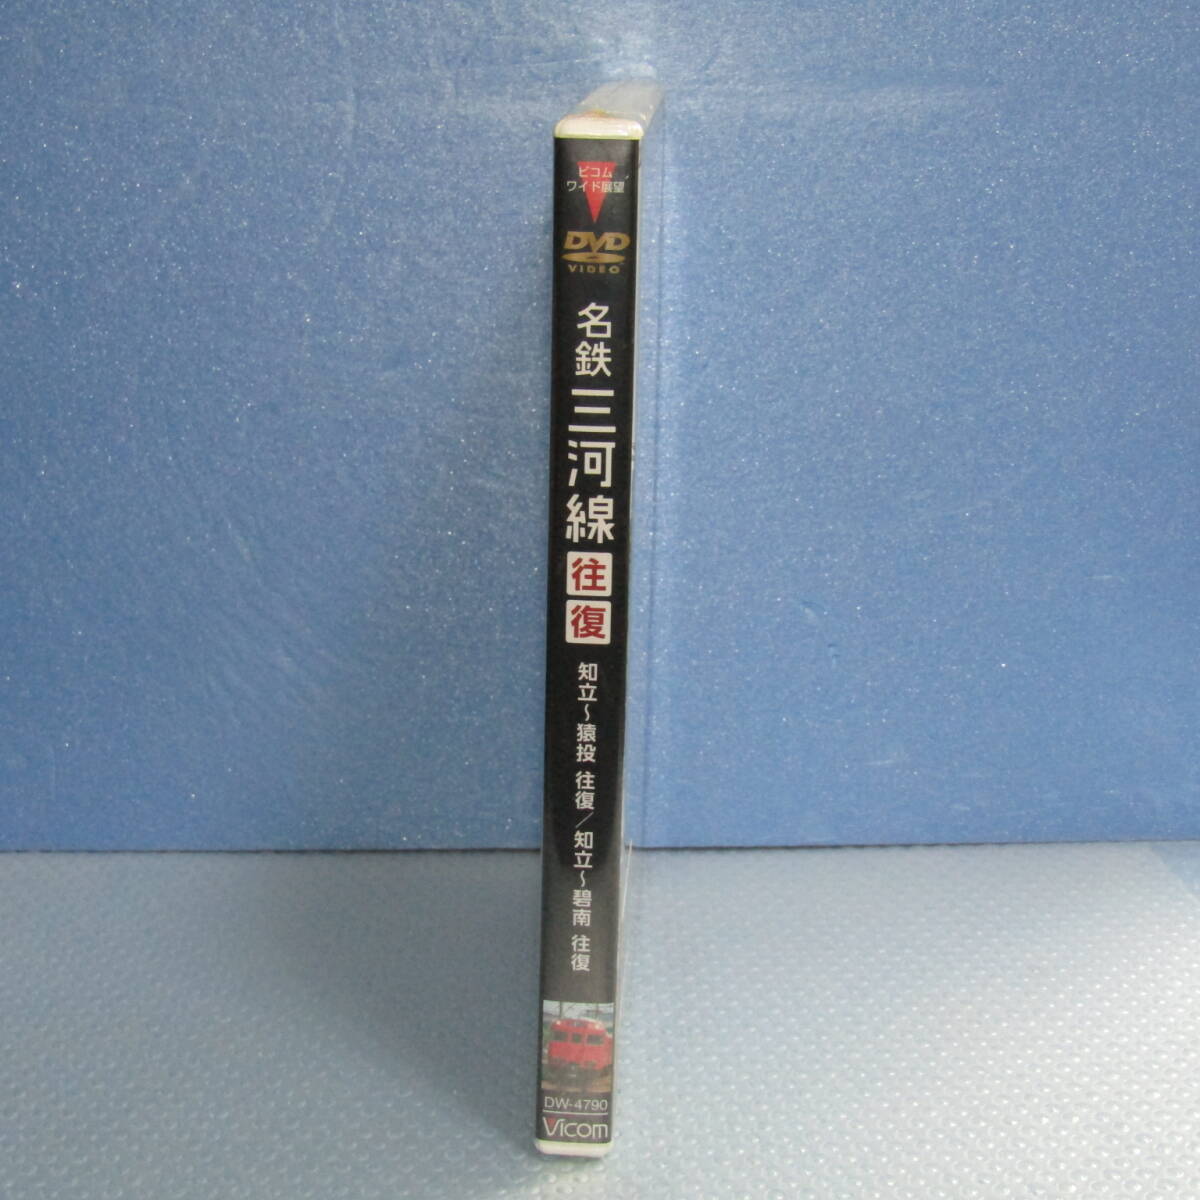 ビコム
ワイド展望
DVD
VIDEO
名鉄 三河線 往復
知立～猿投 往復／知立～碧南 往復
DW-4790
Vicom